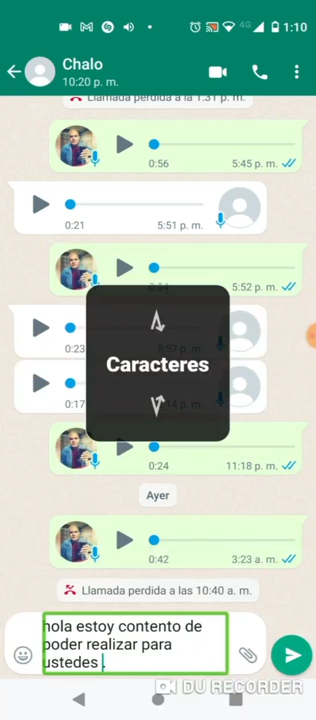 4G 1:10
Chalo
10:20 p. m.
Llamada perdida a la 1:31 p. m.
0:56 5:45 p. m.
0:21 5:51 p. m.
5:52 p. m.
0:23 5:57 p. m.
Caracteres
0:17 p. m.
0:24 11:18 p. m.
Ayer
0:42 3:23 a. m.
Llamada perdida a las 10:40 a. m.
hola estoy contento de
poder realizar para
ustedes .
DU RECORDER